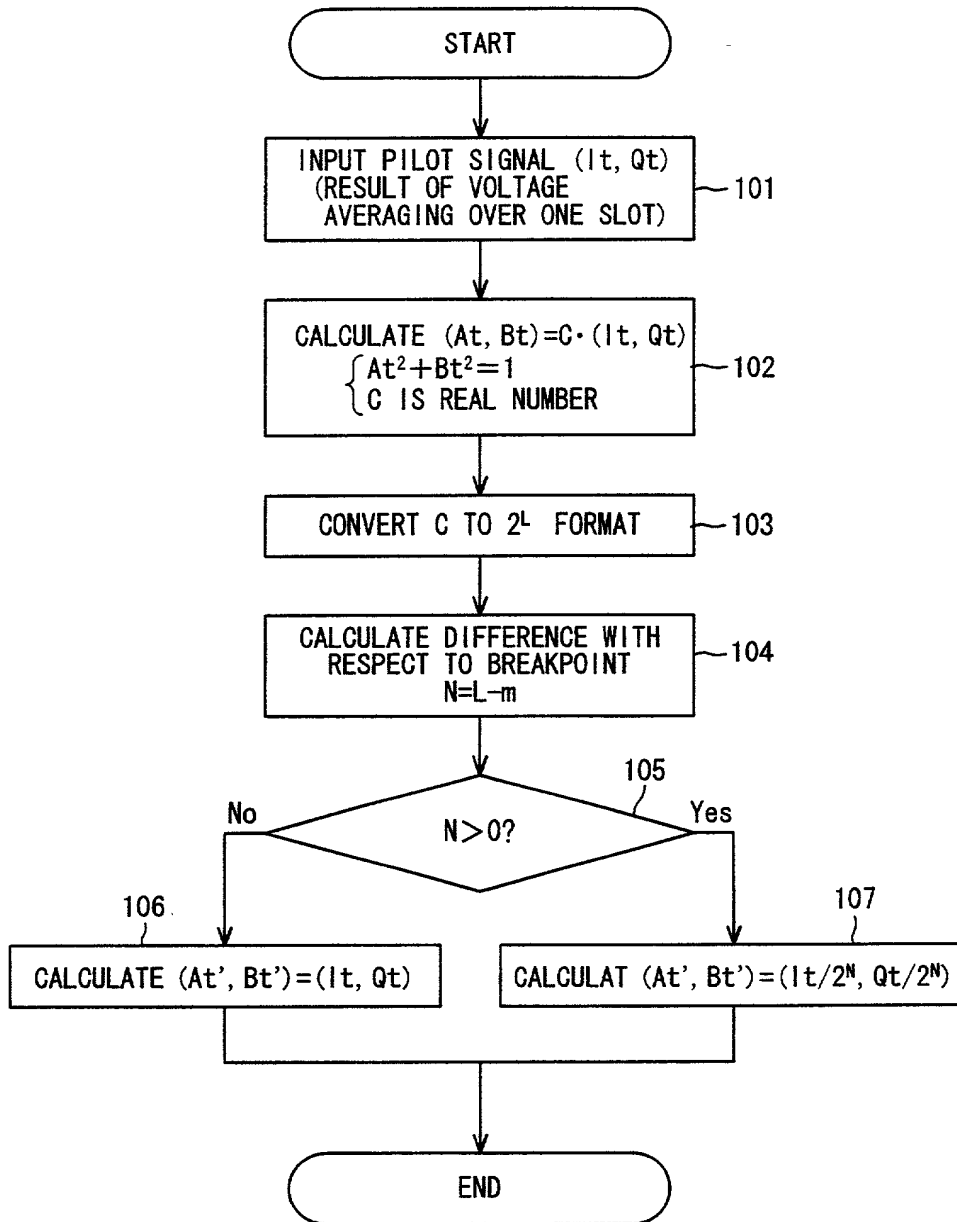 START
INPUT PILOT SIGNAL (It, Qt)
(RESULT OF VOLTAGE
AVERAGING OVER ONE SLOT)
101
CALCULATE (At, Bt)=C·(It, Qt)
At²+Bt²=1
C IS REAL NUMBER
102
CONVERT C TO 2ᴸ FORMAT
103
CALCULATE DIFFERENCE WITH
RESPECT TO BREAKPOINT
N=L-m
104
105
No
Yes
N>0?
106
107
CALCULATE (At', Bt')=(It, Qt)
CALCULAT (At', Bt')=(It/2ᴺ, Qt/2ᴺ)
END